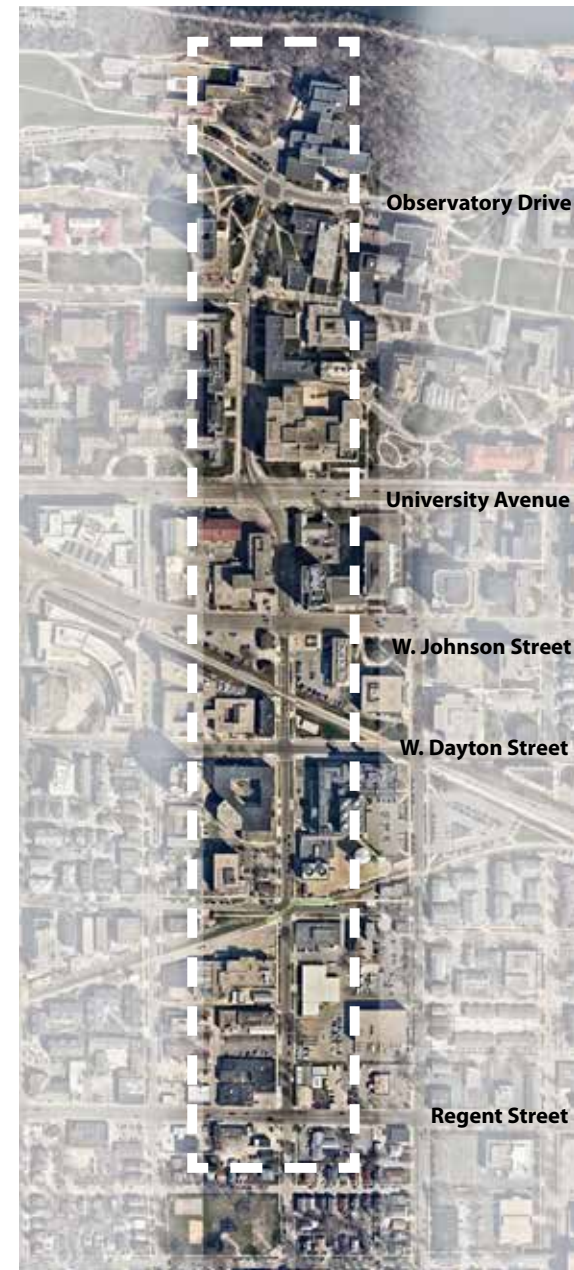 Observatory Drive
University Avenue
W. Johnson Street
W. Dayton Street
Regent Street